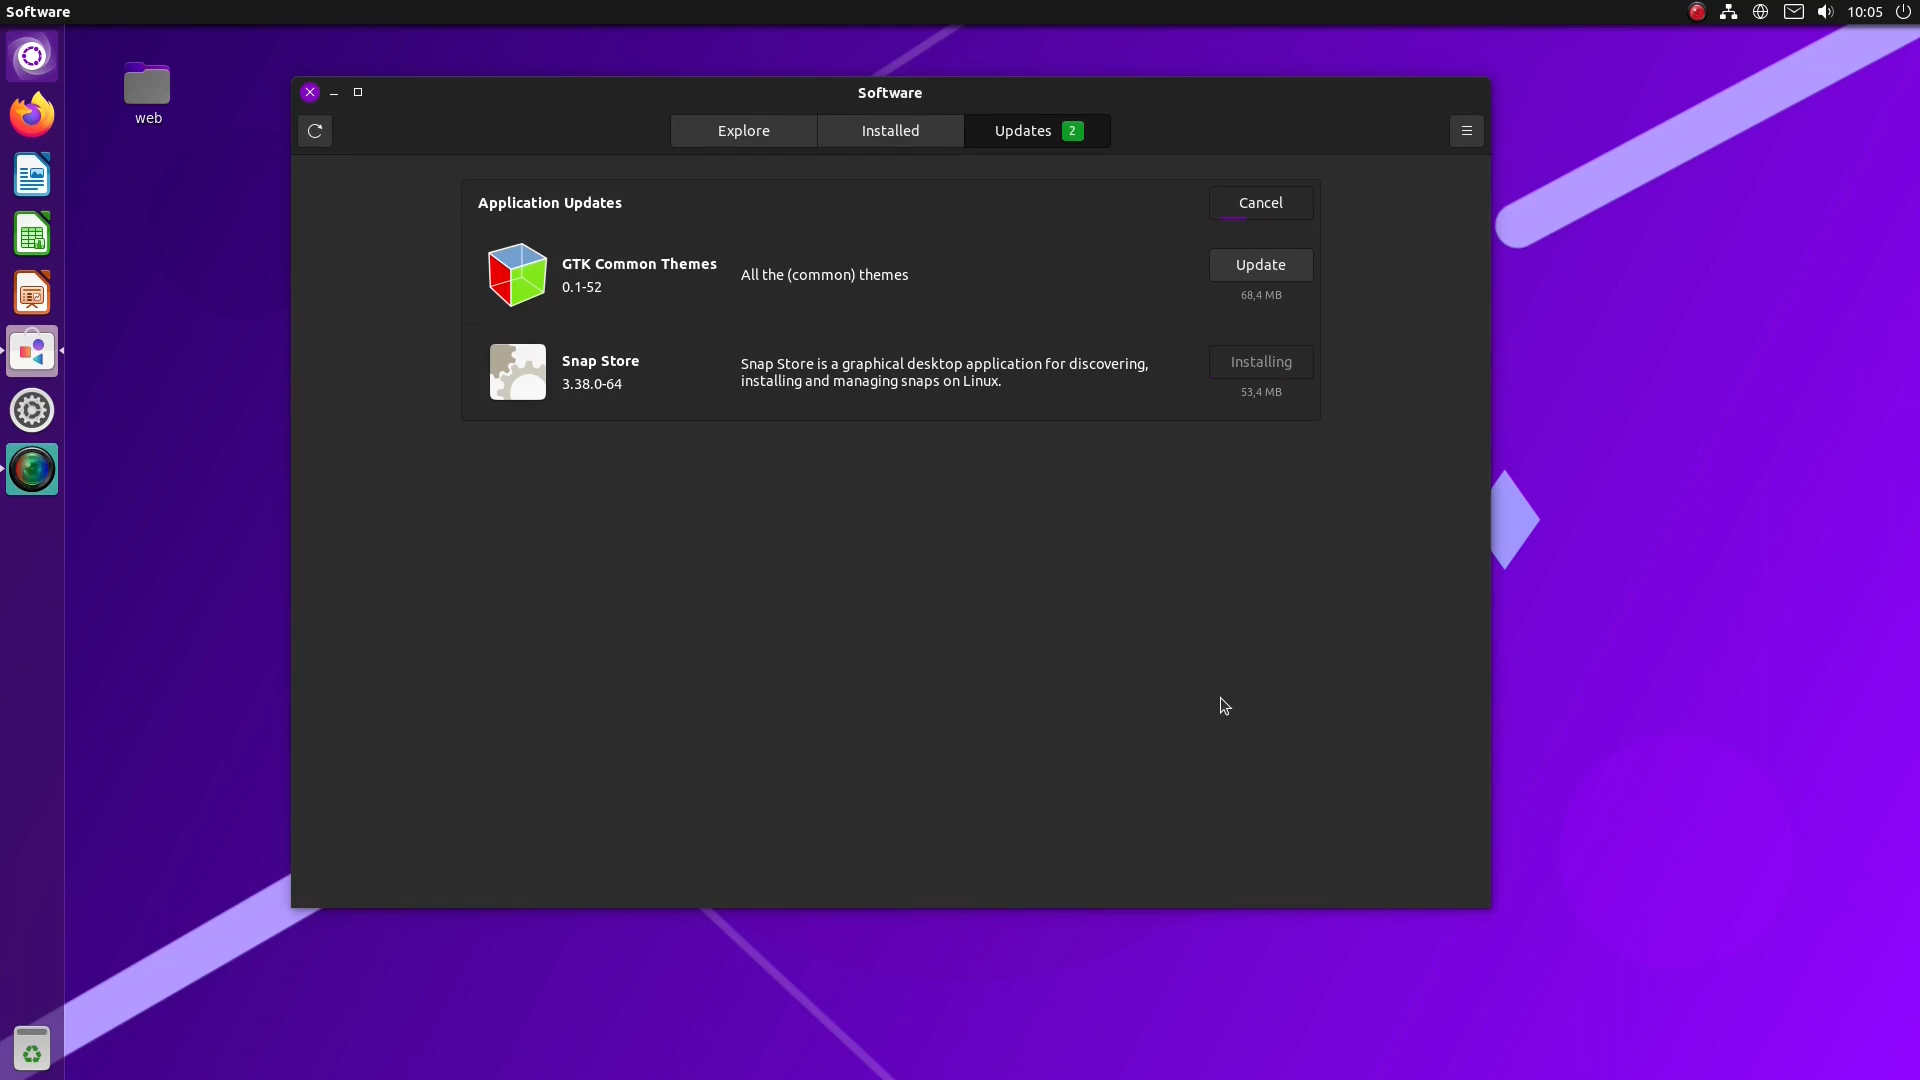 Software
10:05
web
Software
Explore
Installed
Updates 2
Application Updates
Cancel
GTK Common Themes
0.1-52
All the (common) themes
Update
68,4 MB
Snap Store
3.38.0-64
Snap Store is a graphical desktop application for discovering,
installing and managing snaps on Linux.
Installing
53,4 MB